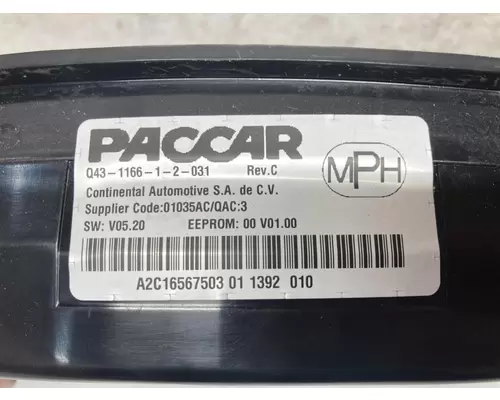 PACCAR
Q43-1166-1-2-031 Rev.C
Continental Automotive S.A. de C.V.
Supplier Code:01035AC/QAC:3
SW: V05.20 EEPROM: 00 V01.00
A2C16567503 01 1392 010
MPH